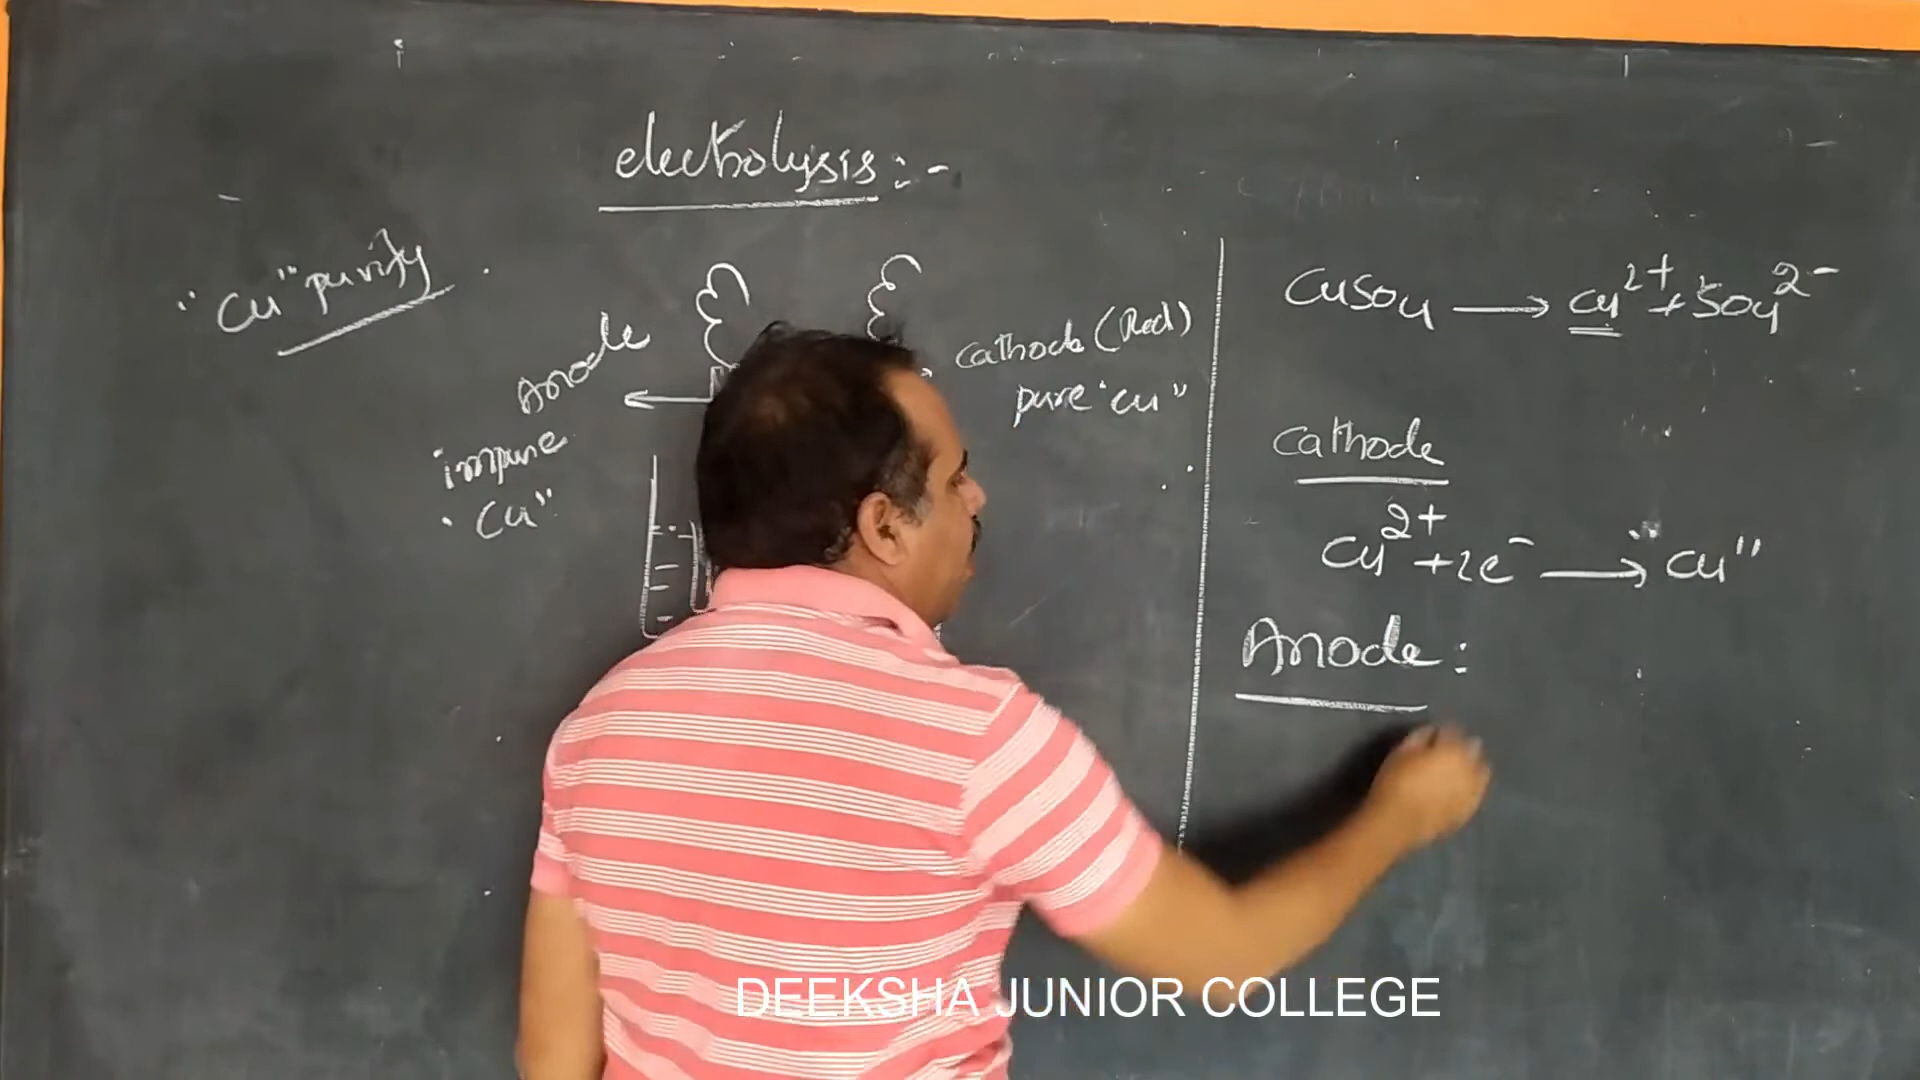 electrolysis:-
"Cu" purify
Anode
impure
"Cu"
cathode (Red)
pure "Cu"
CuSO4 → Cu²⁺ + SO4²⁻
cathode
Cu²⁺ + 2e⁻ → "Cu"
Anode:
DEEKSHA JUNIOR COLLEGE